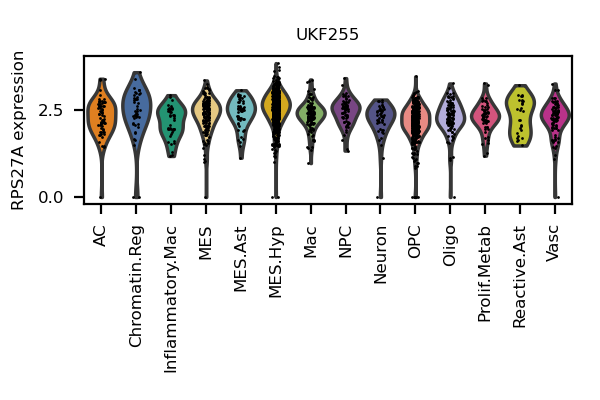 UKF255
RPS27A expression
2.5
0.0
AC
Chromatin.Reg
Inflammatory.Mac
MES
MES.Ast
MES.Hyp
Mac
NPC
Neuron
OPC
Oligo
Prolif.Metab
Reactive.Ast
Vasc